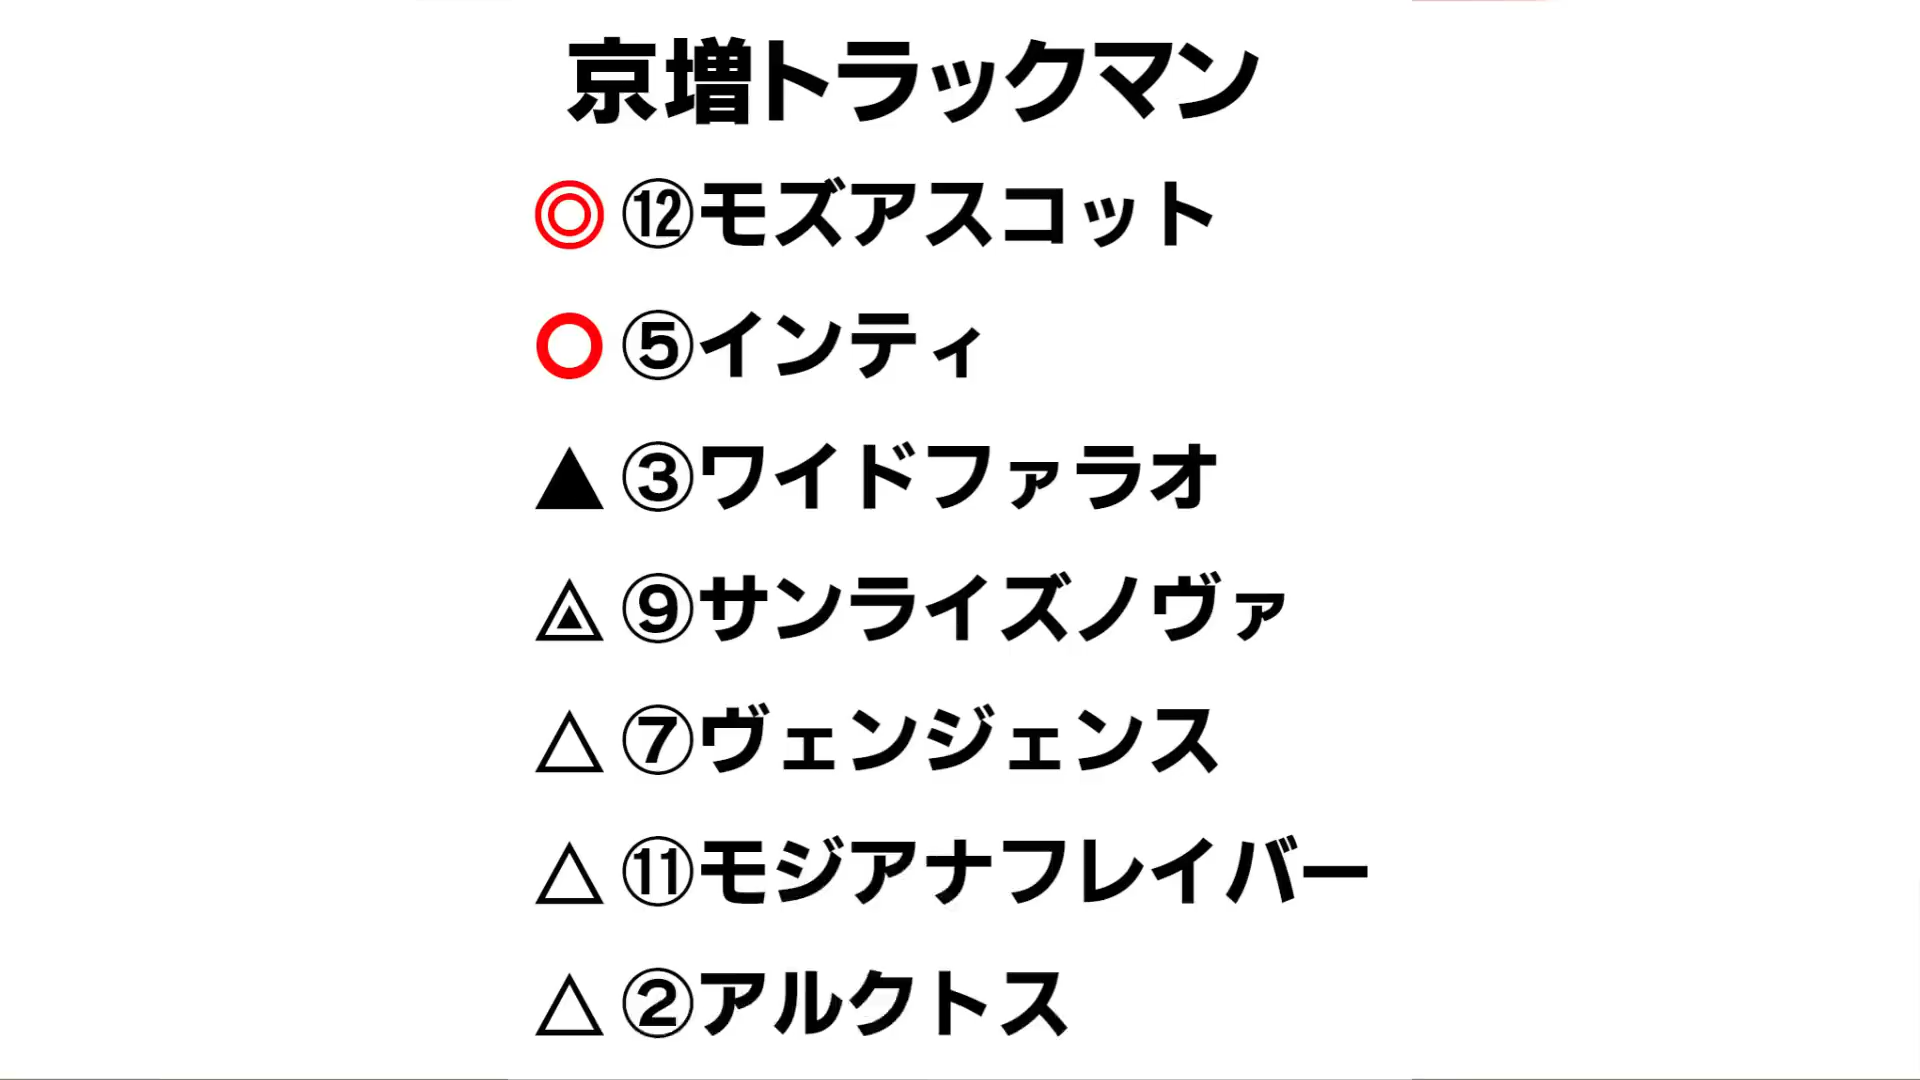 京増トラックマン
◎⑫モズアスコット
○⑤インティ
▲③ワイドファラオ
◬⑨サンライズノヴァ
△⑦ヴェンジェンス
△⑪モジアナフレイバー
△②アルクトス